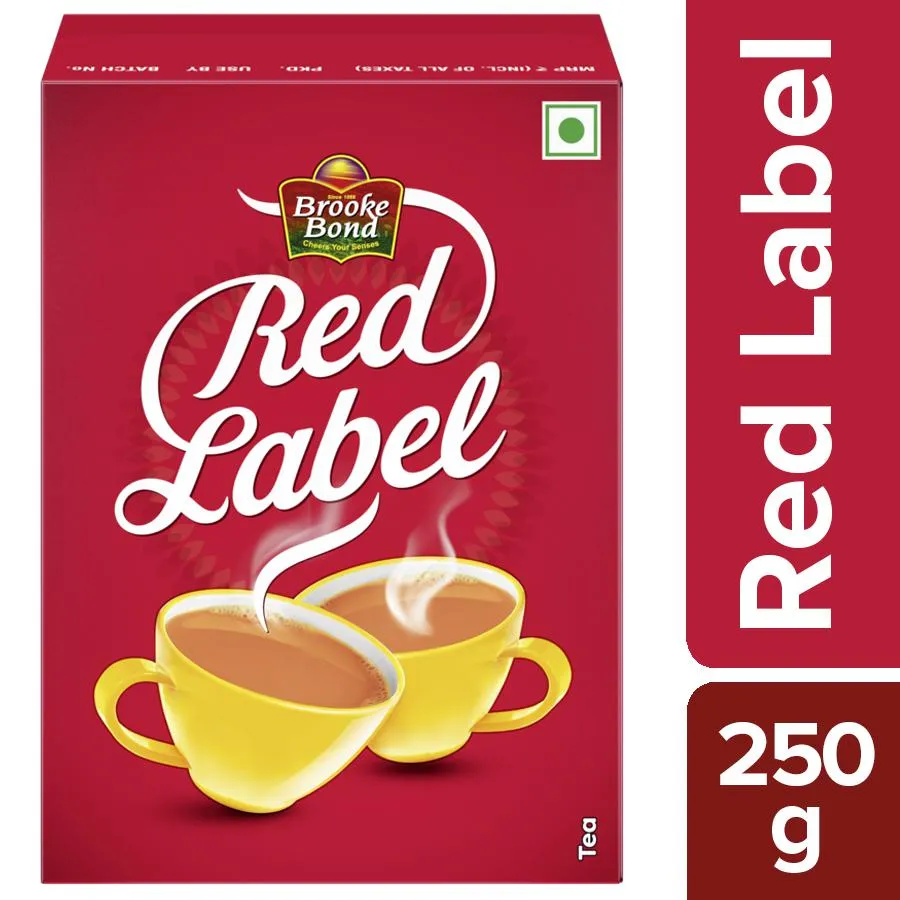 MRP ₹ (INCL. OF ALL TAXES) PKD. USE BY BATCH No.
Since 1869
Brooke
Bond
Cheers Your Senses
Red
Label
Tea
Red Label
250
g